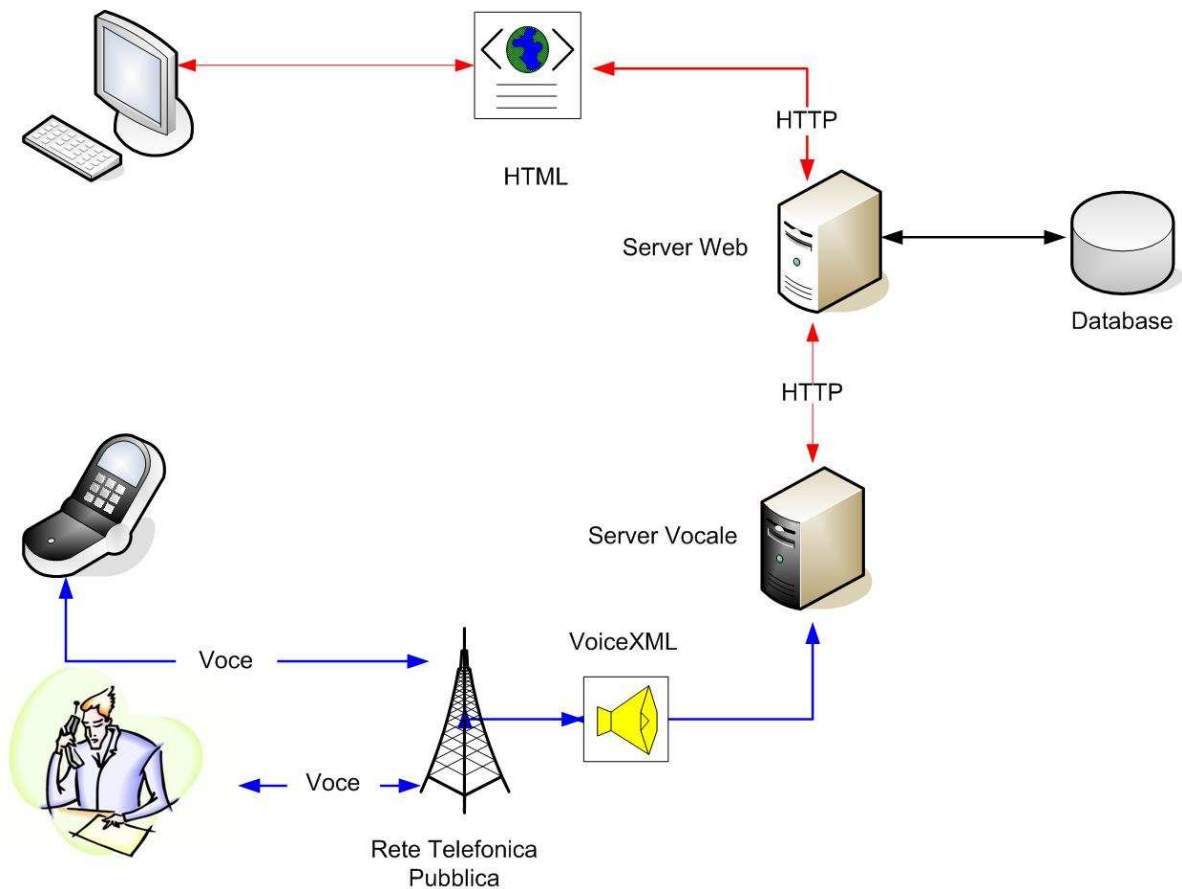 HTTP
HTML
Server Web
Database
HTTP
Server Vocale
VoiceXML
Voce
Voce
Rete Telefonica
Pubblica